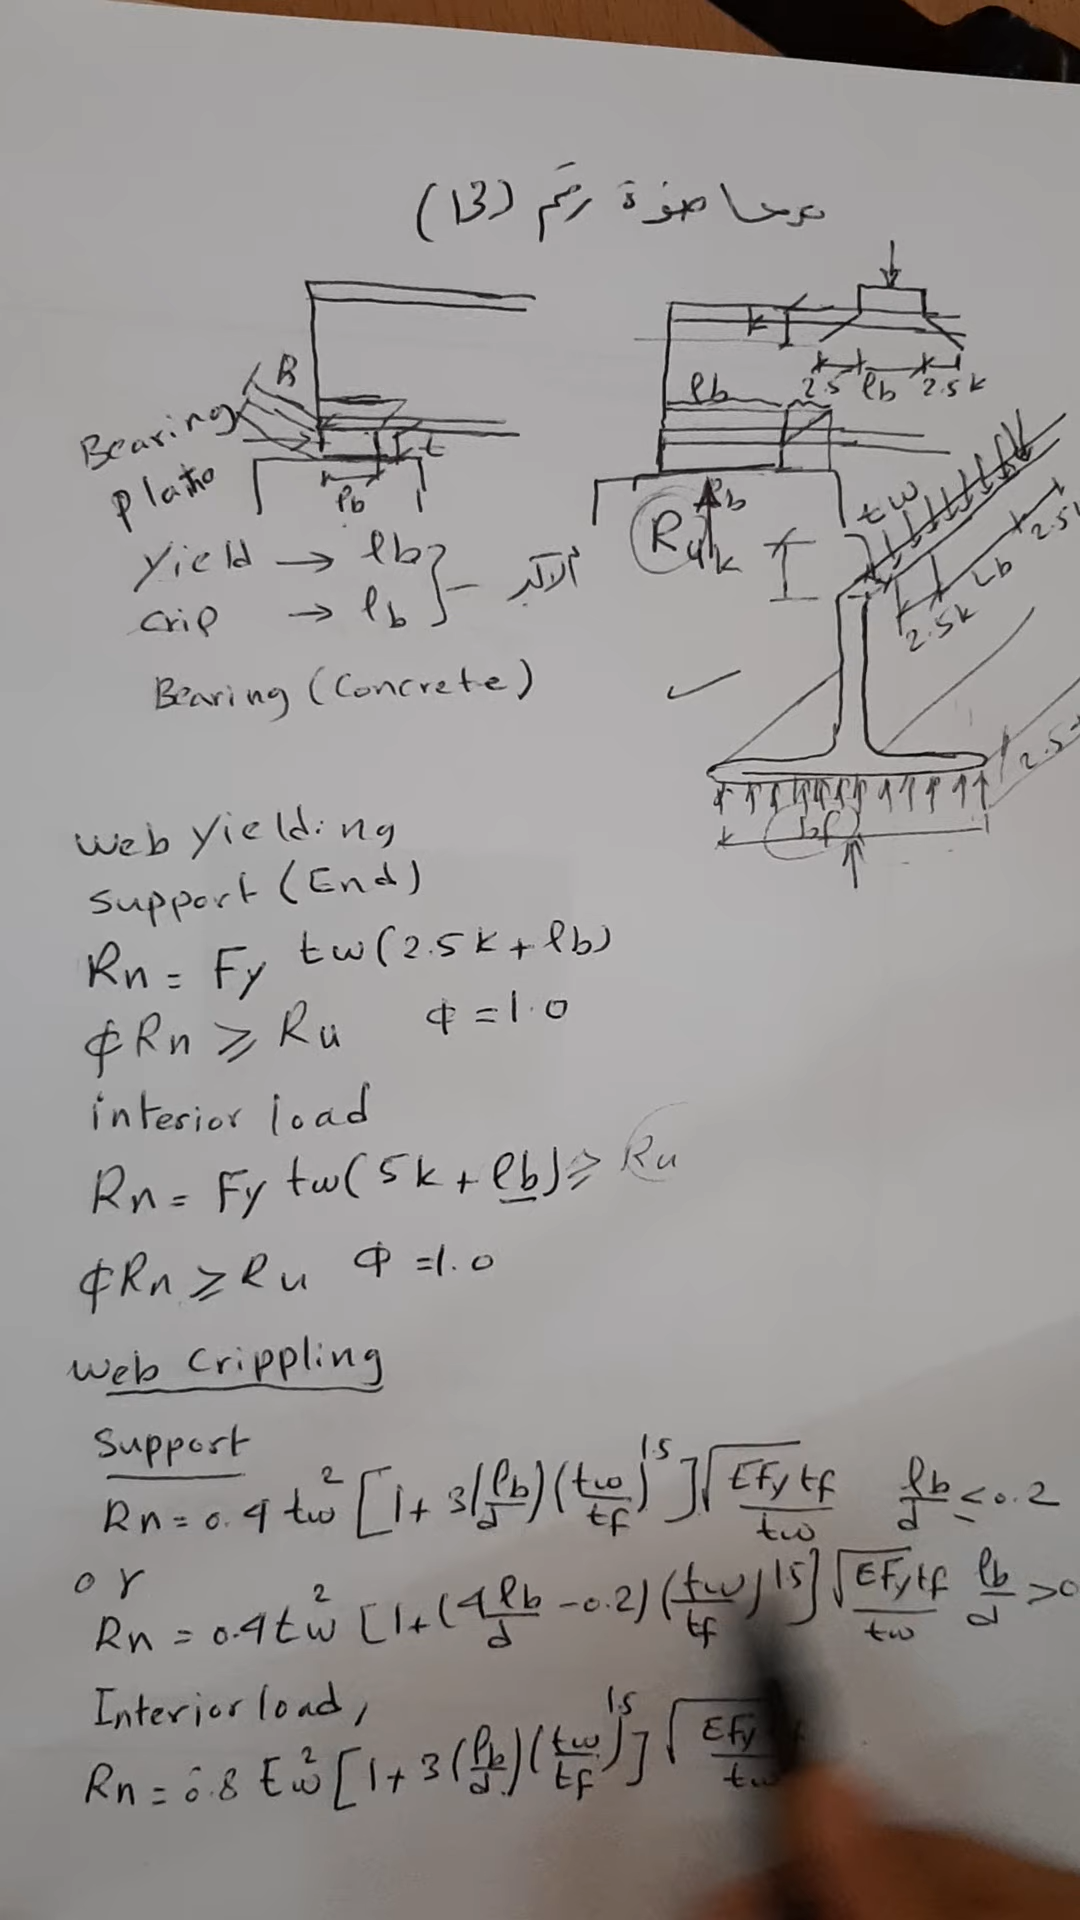 محاضرة رقم (13)
B
Bearing
t
lb
lb
k
2.5 lb 2.5k
Ru
k
tw
2.5k
Lb
bf
yield → lb
crip → lb
الأكبر
Bearing (Concrete)
web yielding
support (End)
Rn = Fy tw (2.5k + lb)
ϕRn ≥ Ru ϕ = 1.0
interior load
Rn = Fy tw (5k + lb) ≥ Ru
ϕRn ≥ Ru ϕ = 1.0
web Crippling
Support
Rn = 0.4 tw² [1 + 3(lb/d)(tw/tf)^1.5] √(EFy tf/tw) lb/d ≤ 0.2
or
Rn = 0.4 tw² [1 + (4lb/d - 0.2)(tw/tf)^1.5] √(EFy tf/tw) lb/d > 0
Interior load,
Rn = 0.8 tw² [1 + 3(lb/d)(tw/tf)^1.5] √(EFy/tw)